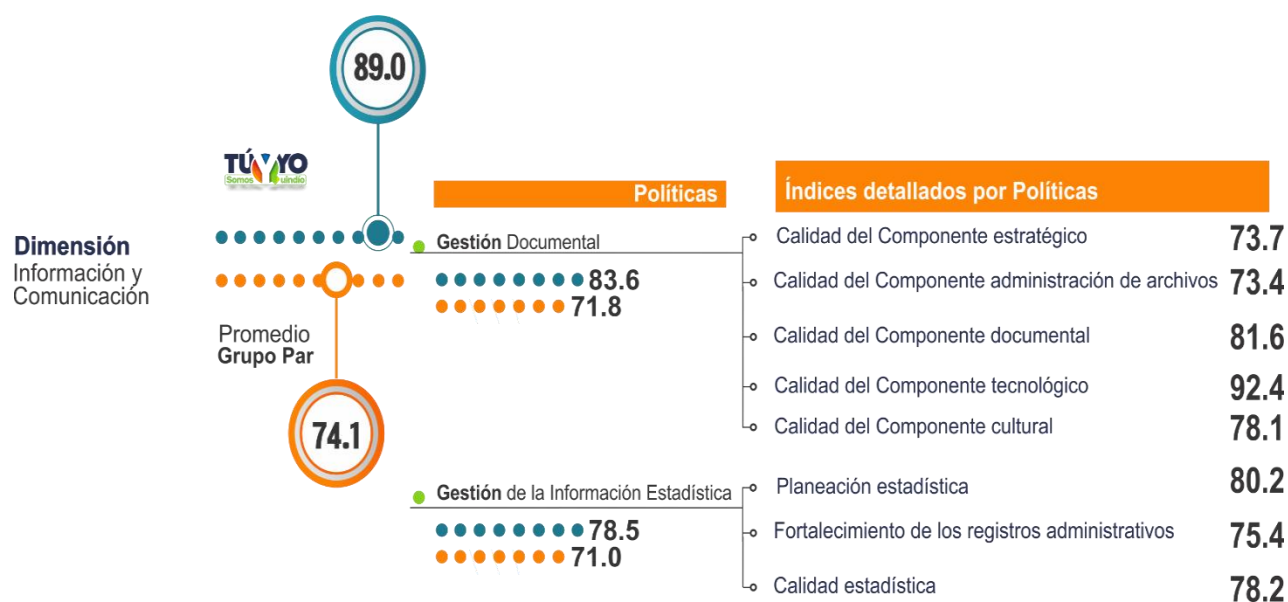 89.0
TÚ Y YO
Somos Quindío
Políticas
Índices detallados por Políticas
Dimensión
Información y
Comunicación
Gestión Documental
83.6
71.8
Calidad del Componente estratégico 73.7
Calidad del Componente administración de archivos 73.4
Calidad del Componente documental 81.6
Calidad del Componente tecnológico 92.4
Calidad del Componente cultural 78.1
Promedio
Grupo Par
74.1
Gestión de la Información Estadística
78.5
71.0
Planeación estadística 80.2
Fortalecimiento de los registros administrativos 75.4
Calidad estadística 78.2